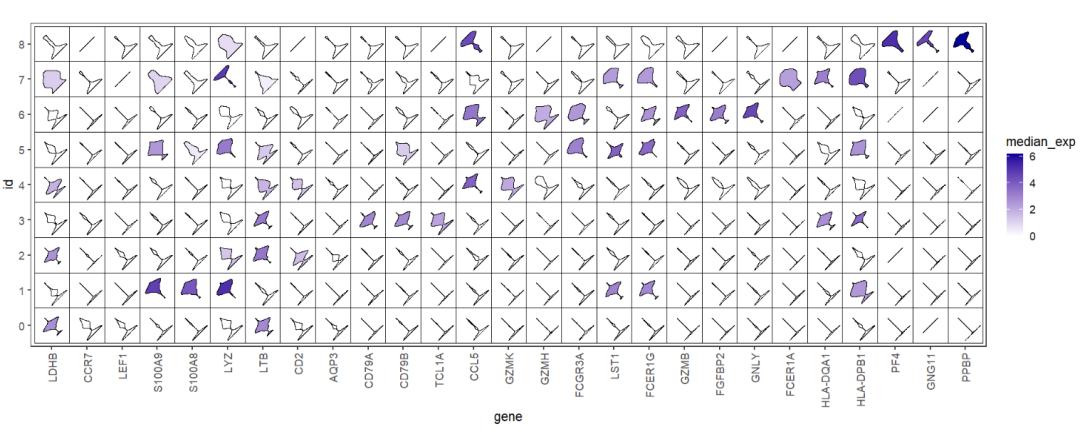 8
7
6
5
4
3
2
1
0
id
LDHB
CCR7
LEF1
S100A9
S100A8
LYZ
LTB
CD2
AQP3
CD79A
CD79B
TCL1A
CCL5
GZMK
GZMH
FCGR3A
LST1
FCER1G
GZMB
FGFBP2
GNLY
FCER1A
HLA-DQA1
HLA-DPB1
PF4
GNG11
PPBP
gene
median_exp
6
4
2
0